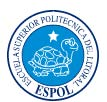 ESCUELA SUPERIOR POLITECNICA DEL LITORAL
ESPOL